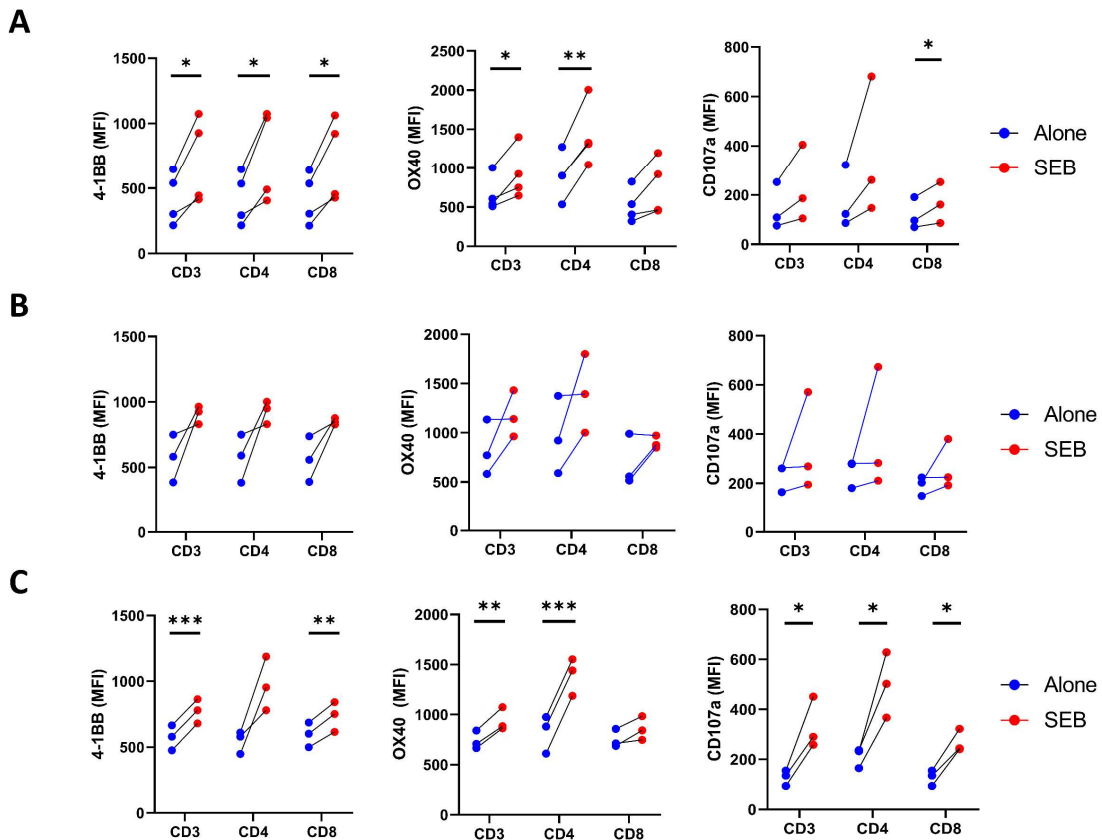 A
4-1BB (MFI)
1500
1000
500
0
* * *
CD3 CD4 CD8
OX40 (MFI)
2500
2000
1500
1000
500
0
* **
CD3 CD4 CD8
CD107a (MFI)
800
600
400
200
0
*
CD3 CD4 CD8
Alone
SEB
B
4-1BB (MFI)
1500
1000
500
0
CD3 CD4 CD8
OX40 (MFI)
2000
1500
1000
500
0
CD3 CD4 CD8
CD107a (MFI)
800
600
400
200
0
CD3 CD4 CD8
Alone
SEB
C
4-1BB (MFI)
1500
1000
500
0
*** **
CD3 CD4 CD8
OX40 (MFI)
2000
1500
1000
500
0
** ***
CD3 CD4 CD8
CD107a (MFI)
800
600
400
200
0
* * *
CD3 CD4 CD8
Alone
SEB